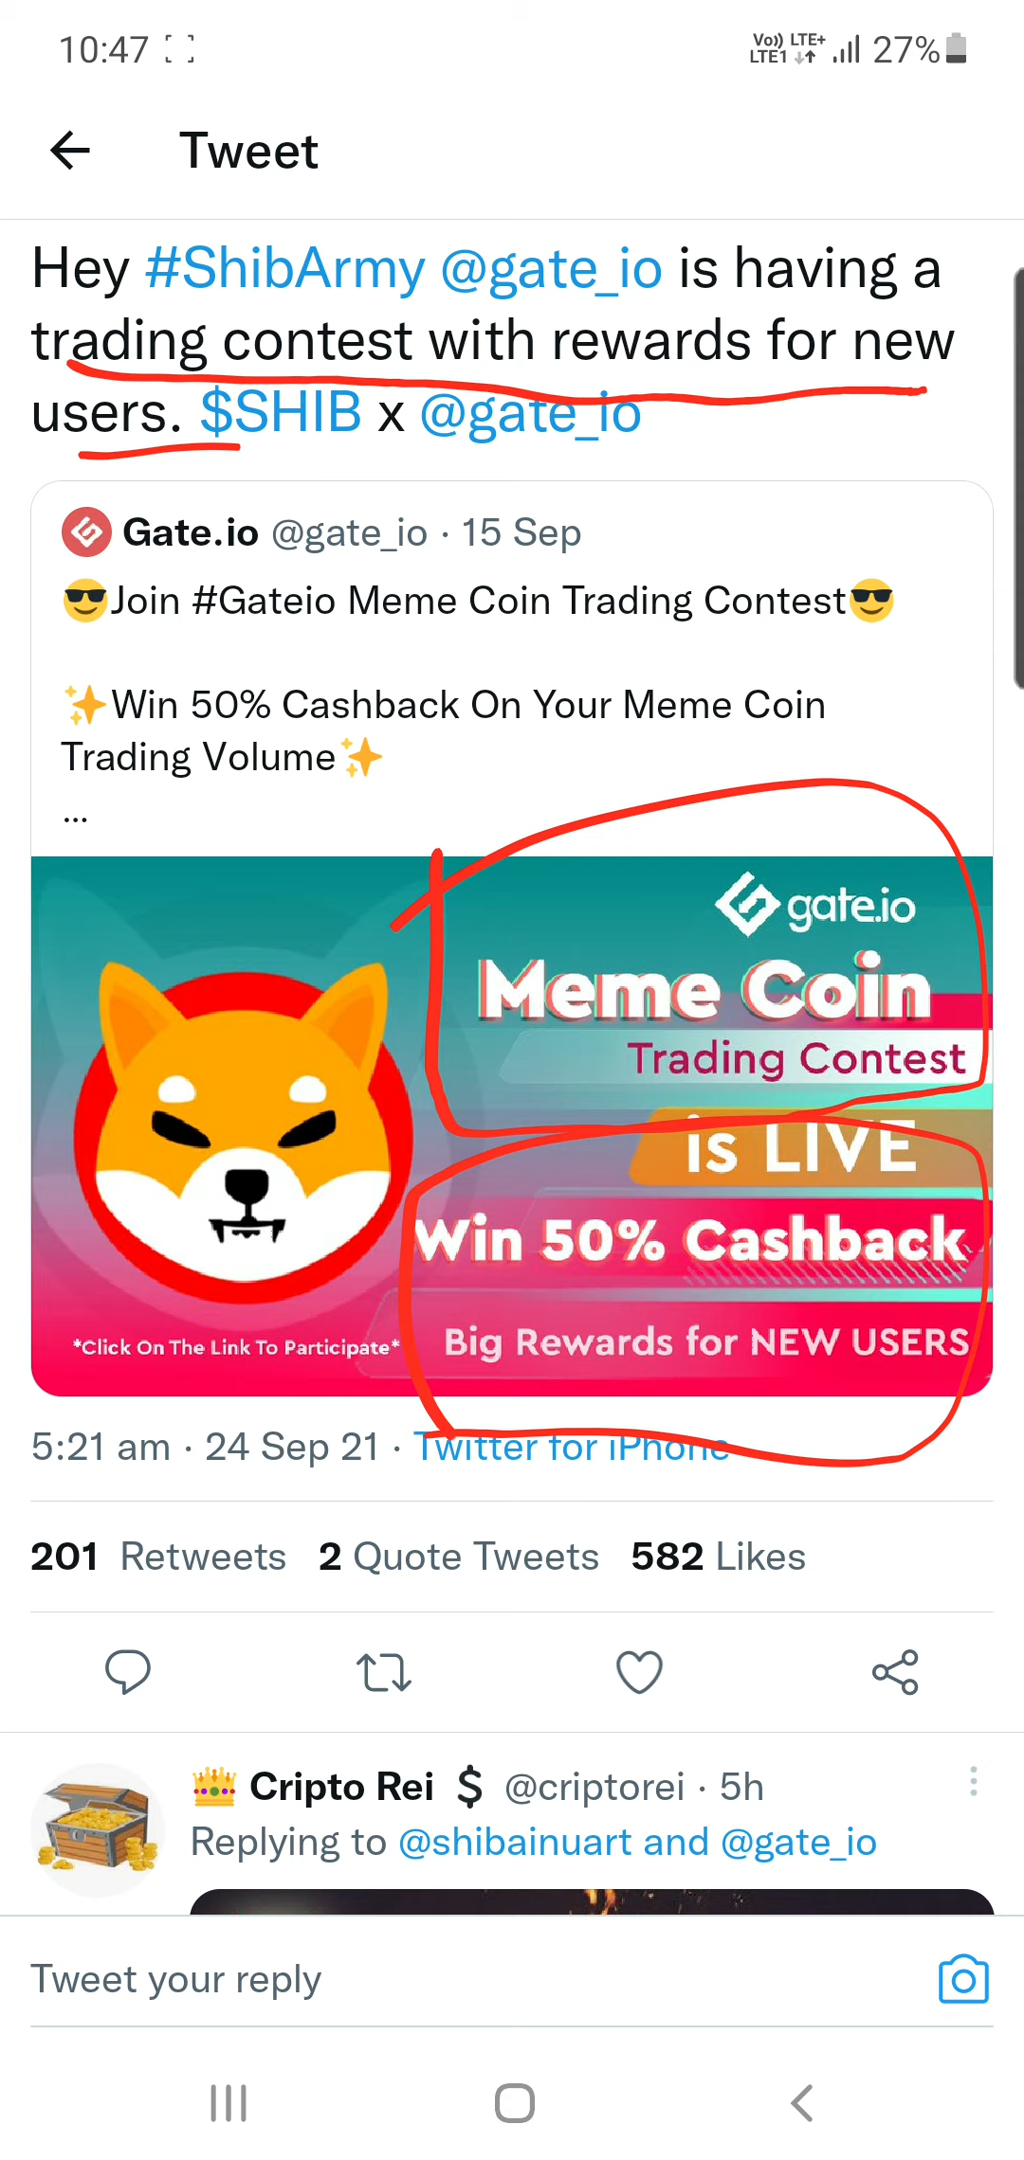 10:47
Vo)) LTE+
LTE1
27%
Tweet
Hey #ShibArmy @gate_io is having a
trading contest with rewards for new
users. $SHIB x @gate_io
Gate.io @gate_io · 15 Sep
😎Join #Gateio Meme Coin Trading Contest😎
✨Win 50% Cashback On Your Meme Coin
Trading Volume✨
...
gate.io
Meme Coin
Trading Contest
is LIVE
Win 50% Cashback
Big Rewards for NEW USERS
*Click On The Link To Participate*
5:21 am · 24 Sep 21 · Twitter for iPhone
201 Retweets 2 Quote Tweets 582 Likes
👑 Cripto Rei 💲 @criptorei · 5h
Replying to @shibainuart and @gate_io
Tweet your reply